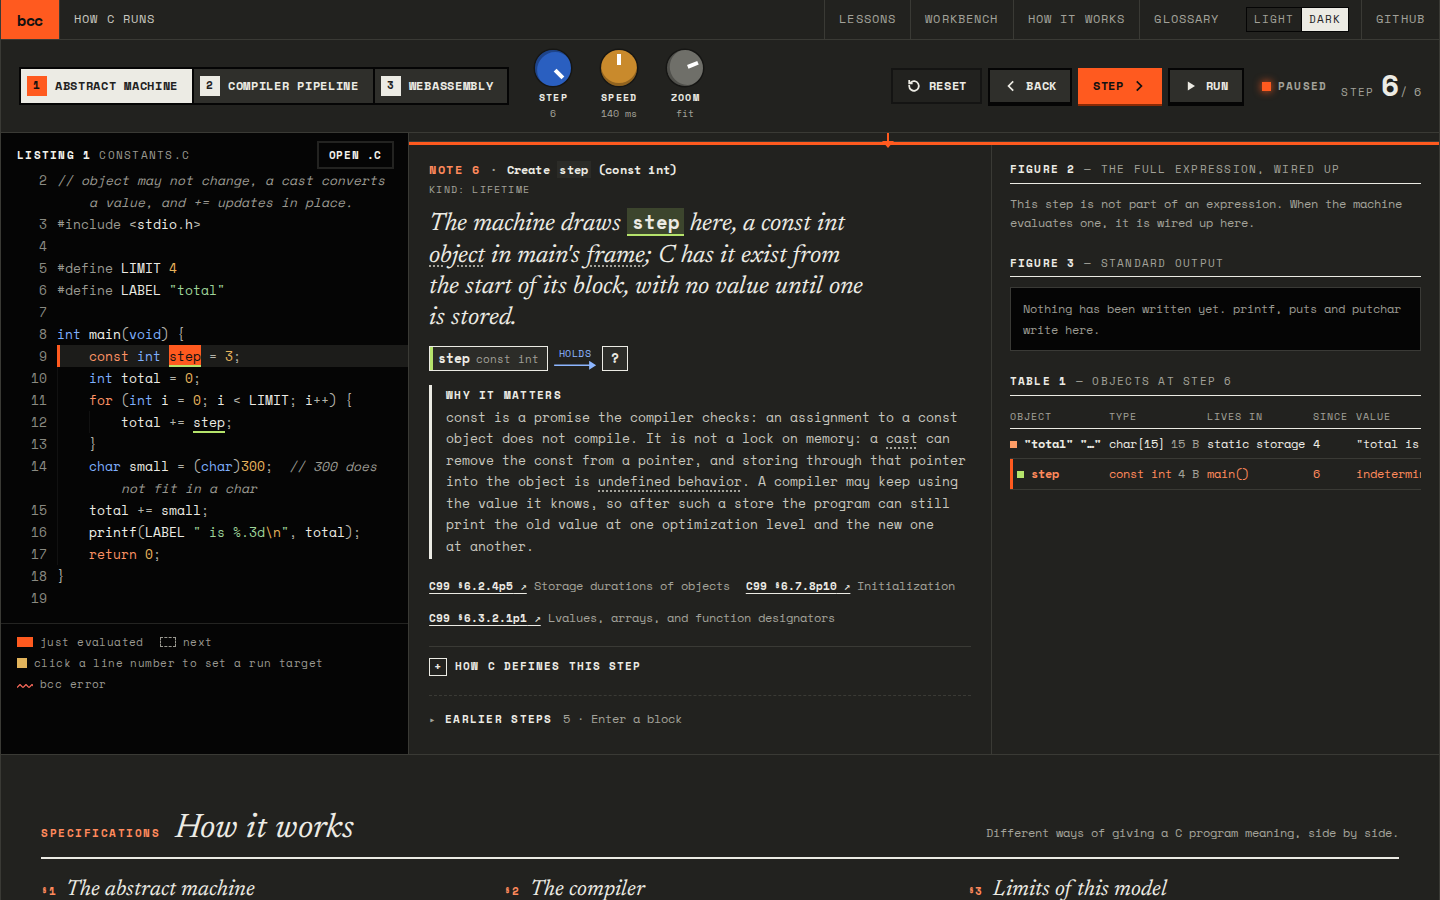 bcc HOW C RUNS LESSONS WORKBENCH HOW IT WORKS GLOSSARY LIGHT DARK GITHUB
1 ABSTRACT MACHINE 2 COMPILER PIPELINE 3 WEBASSEMBLY
STEP SPEED ZOOM
6 140 ms fit
RESET BACK STEP RUN PAUSED STEP 6 / 6
LISTING 1 CONSTANTS.C OPEN .C
2 // object may not change, a cast converts
a value, and += updates in place.
3 #include <stdio.h>
4
5 #define LIMIT 4
6 #define LABEL "total"
7
8 int main(void) {
9 const int step = 3;
10 int total = 0;
11 for (int i = 0; i < LIMIT; i++) {
12 total += step;
13 }
14 char small = (char)300; // 300 does
not fit in a char
15 total += small;
16 printf(LABEL " is %.3d\n", total);
17 return 0;
18 }
19
just evaluated next
click a line number to set a run target
bcc error
NOTE 6 · Create step (const int)
KIND: LIFETIME
The machine draws step here, a const int
object in main's frame; C has it exist from
the start of its block, with no value until one
is stored.
step const int HOLDS ?
WHY IT MATTERS
const is a promise the compiler checks: an assignment to a const
object does not compile. It is not a lock on memory: a cast can
remove the const from a pointer, and storing through that pointer
into the object is undefined behavior. A compiler may keep using
the value it knows, so after such a store the program can still
print the old value at one optimization level and the new one
at another.
C99 §6.2.4p5 ↗ Storage durations of objects C99 §6.7.8p10 ↗ Initialization
C99 §6.3.2.1p1 ↗ Lvalues, arrays, and function designators
+ HOW C DEFINES THIS STEP
▸ EARLIER STEPS 5 · Enter a block
FIGURE 2 — THE FULL EXPRESSION, WIRED UP
This step is not part of an expression. When the machine
evaluates one, it is wired up here.
FIGURE 3 — STANDARD OUTPUT
Nothing has been written yet. printf, puts and putchar
write here.
TABLE 1 — OBJECTS AT STEP 6
OBJECT TYPE LIVES IN SINCE VALUE
"total" "…" char[15] 15 B static storage 4 "total is
step const int 4 B main() 6 indetermi
SPECIFICATIONS How it works Different ways of giving a C program meaning, side by side.
§1 The abstract machine §2 The compiler §3 Limits of this model